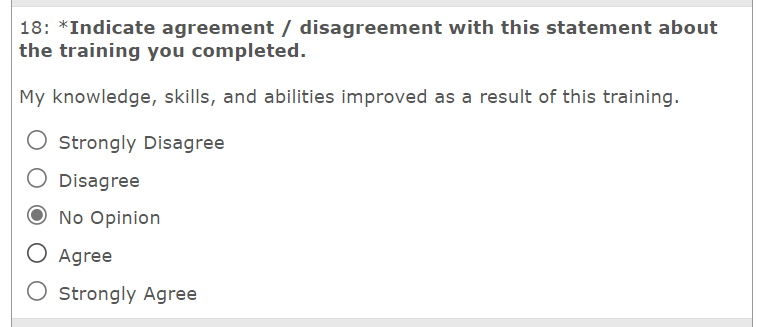 18: *Indicate agreement / disagreement with this statement about
the training you completed.
My knowledge, skills, and abilities improved as a result of this training.
Strongly Disagree
Disagree
No Opinion
Agree
Strongly Agree